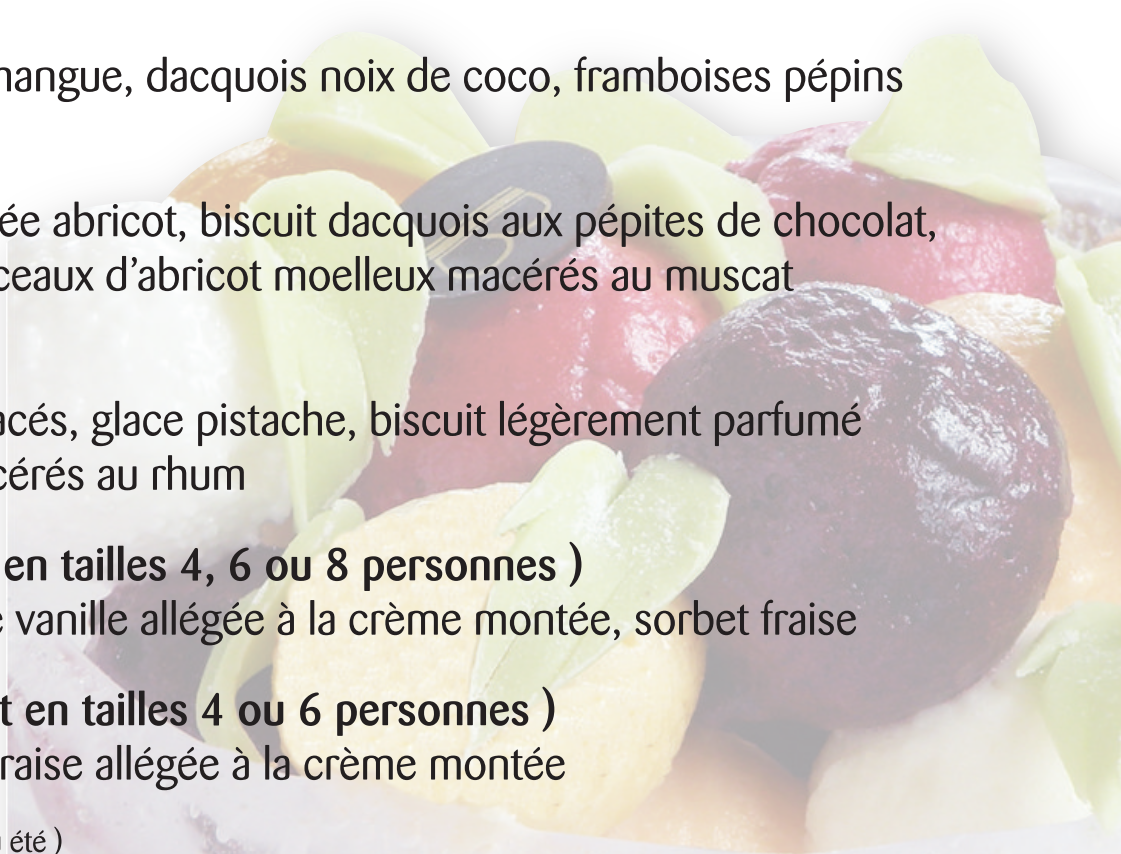 mangue, dacquois noix de coco, framboises pépins
ée abricot, biscuit dacquois aux pépites de chocolat,
ceaux d’abricot moelleux macérés au muscat
acés, glace pistache, biscuit légèrement parfumé
cérés au rhum
en tailles 4, 6 ou 8 personnes )
vanille allégée à la crème montée, sorbet fraise
t en tailles 4 ou 6 personnes )
raise allégée à la crème montée
été )